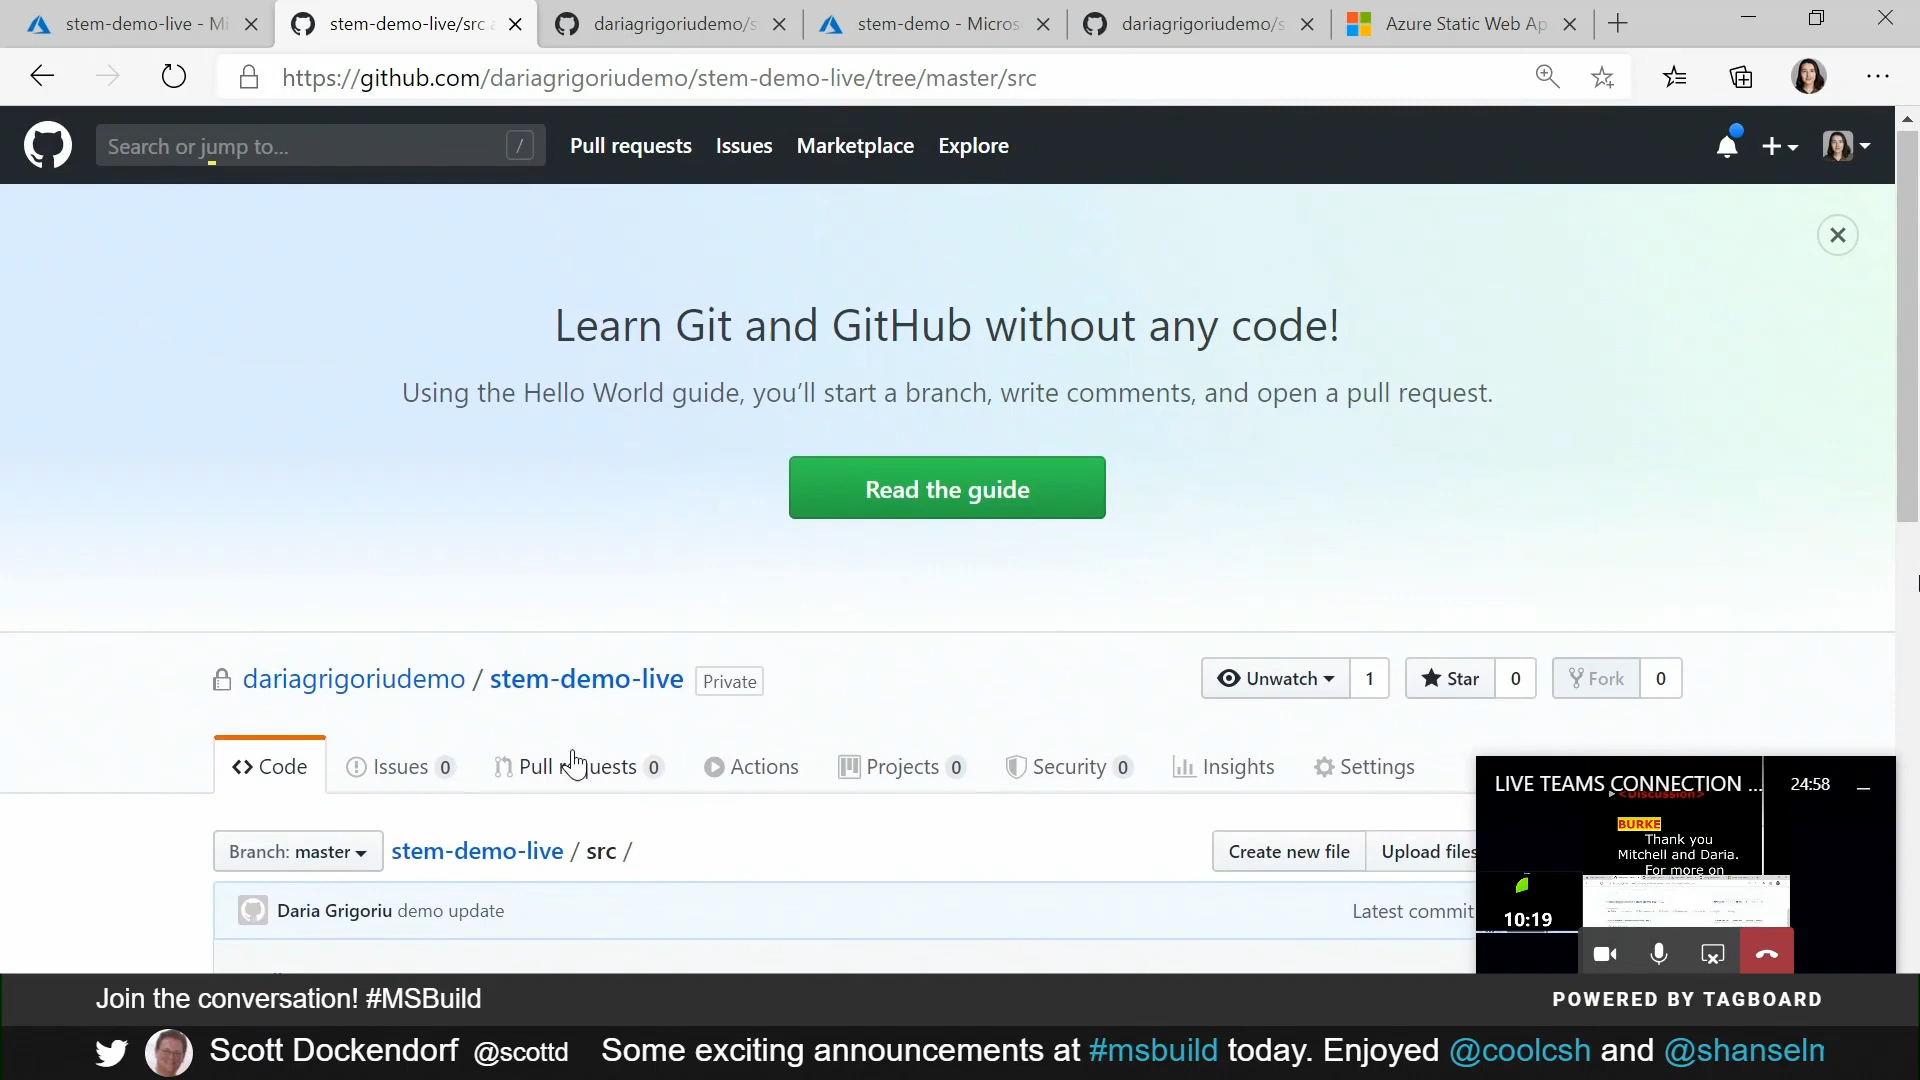 stem-demo-live - Mi
stem-demo-live/src a
dariagrigoriudemo/s
stem-demo - Micros
dariagrigoriudemo/s
Azure Static Web Ap
https://github.com/dariagrigoriudemo/stem-demo-live/tree/master/src
Search or jump to... /
Pull requests Issues Marketplace Explore
Learn Git and GitHub without any code!
Using the Hello World guide, you'll start a branch, write comments, and open a pull request.
Read the guide
dariagrigoriudemo / stem-demo-live Private
Unwatch 1 Star 0 Fork 0
Code Issues 0 Pull requests 0 Actions Projects 0 Security 0 Insights Settings
LIVE TEAMS CONNECTION ... 24:58
<Discussion>
BURKE
Thank you
Mitchell and Daria.
For more on
10:19
Branch: master stem-demo-live / src /
Create new file Upload files
Daria Grigoriu demo update
Latest commit
Join the conversation! #MSBuild
POWERED BY TAGBOARD
Scott Dockendorf @scottd Some exciting announcements at #msbuild today. Enjoyed @coolcsh and @shanseln